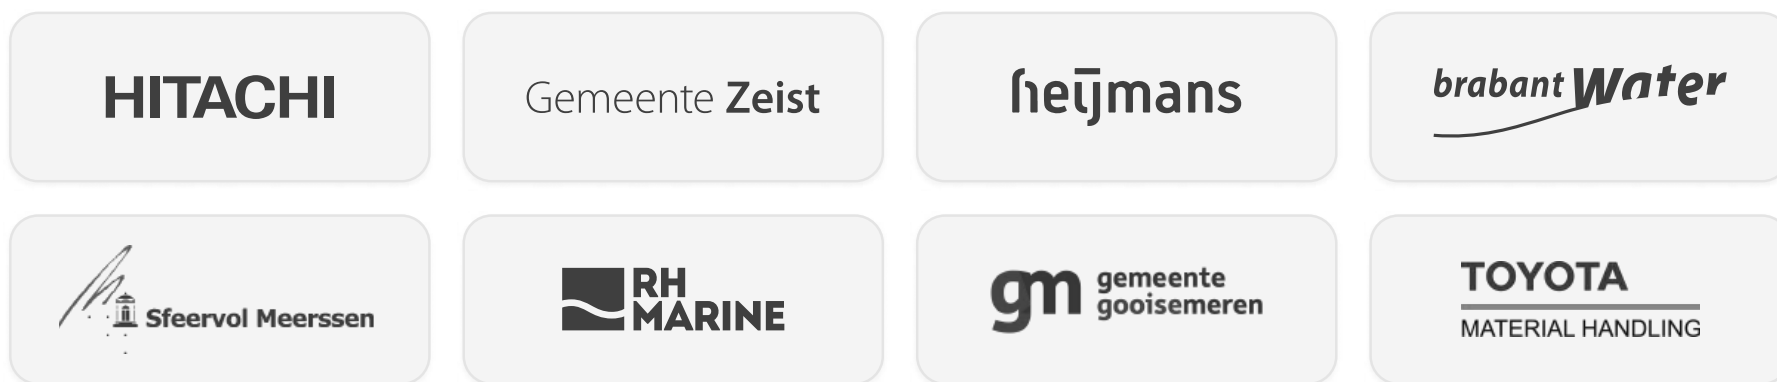 HITACHI
Gemeente Zeist
heijmans
brabant Water
Sfeervol Meerssen
RH
MARINE
gm
gemeente
gooisemeren
TOYOTA
MATERIAL HANDLING